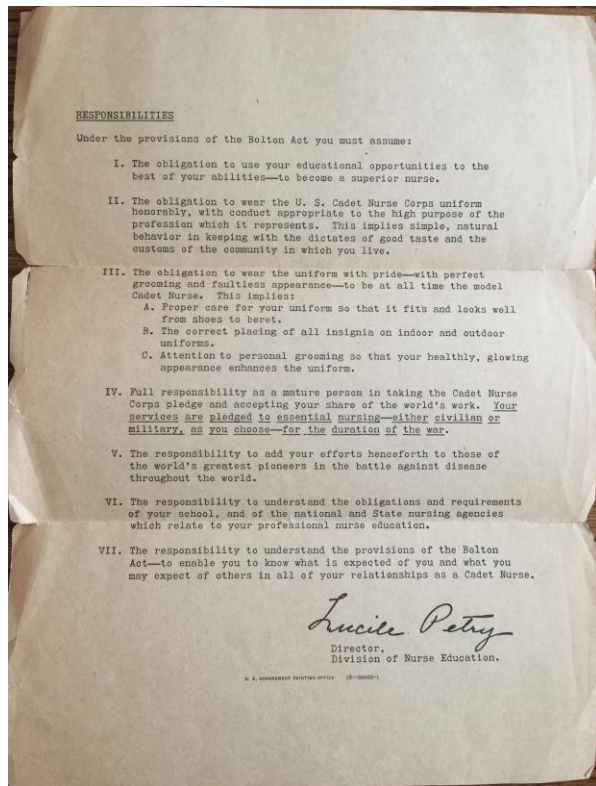 RESPONSIBILITIES
Under the provisions of the Bolton Act you must assume:
I. The obligation to use your educational opportunities to the
best of your abilities—to become a superior nurse.
II. The obligation to wear the U. S. Cadet Nurse Corps uniform
honorably, with conduct appropriate to the high purpose of the
profession which it represents. This implies simple, natural
behavior in keeping with the dictates of good taste and the
customs of the community in which you live.
III. The obligation to wear the uniform with pride—with perfect
grooming and faultless appearance—to be at all time the model
Cadet Nurse. This implies:
A. Proper care for your uniform so that it fits and looks well
from shoes to beret.
B. The correct placing of all insignia on indoor and outdoor
uniforms.
C. Attention to personal grooming so that your healthly, glowing
appearance enhances the uniform.
IV. Full responsibility as a mature person in taking the Cadet Nurse
Corps pledge and accepting your share of the world's work. Your
services are pledged to essential nursing—either civilian or
military, as you choose—for the duration of the war.
V. The responsibility to add your efforts henceforth to those of
the world's greatest pioneers in the battle against disease
throughout the world.
VI. The responsibility to understand the obligations and requirements
of your school, and of the national and State nursing agencies
which relate to your professional nurse education.
VII. The responsibility to understand the provisions of the Bolton
Act—to enable you to know what is expected of you and what you
may expect of others in all of your relationships as a Cadet Nurse.
Lucile Petry
Director,
Division of Nurse Education.
U. S. GOVERNMENT PRINTING OFFICE